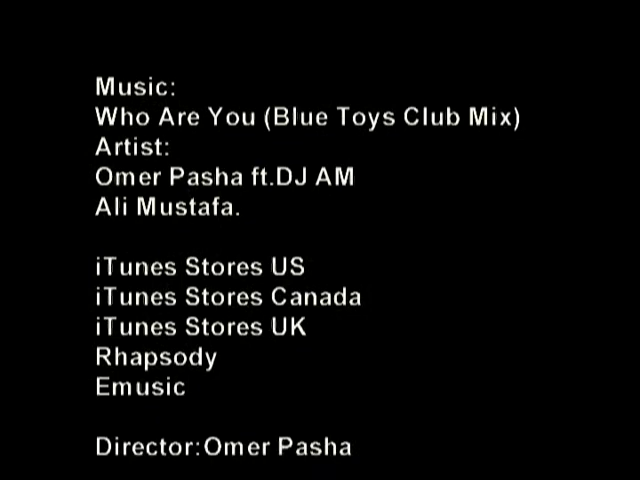 Music:
Who Are You (Blue Toys Club Mix)
Artist:
Omer Pasha ft.DJ AM
Ali Mustafa.
iTunes Stores US
iTunes Stores Canada
iTunes Stores UK
Rhapsody
Emusic
Director:Omer Pasha